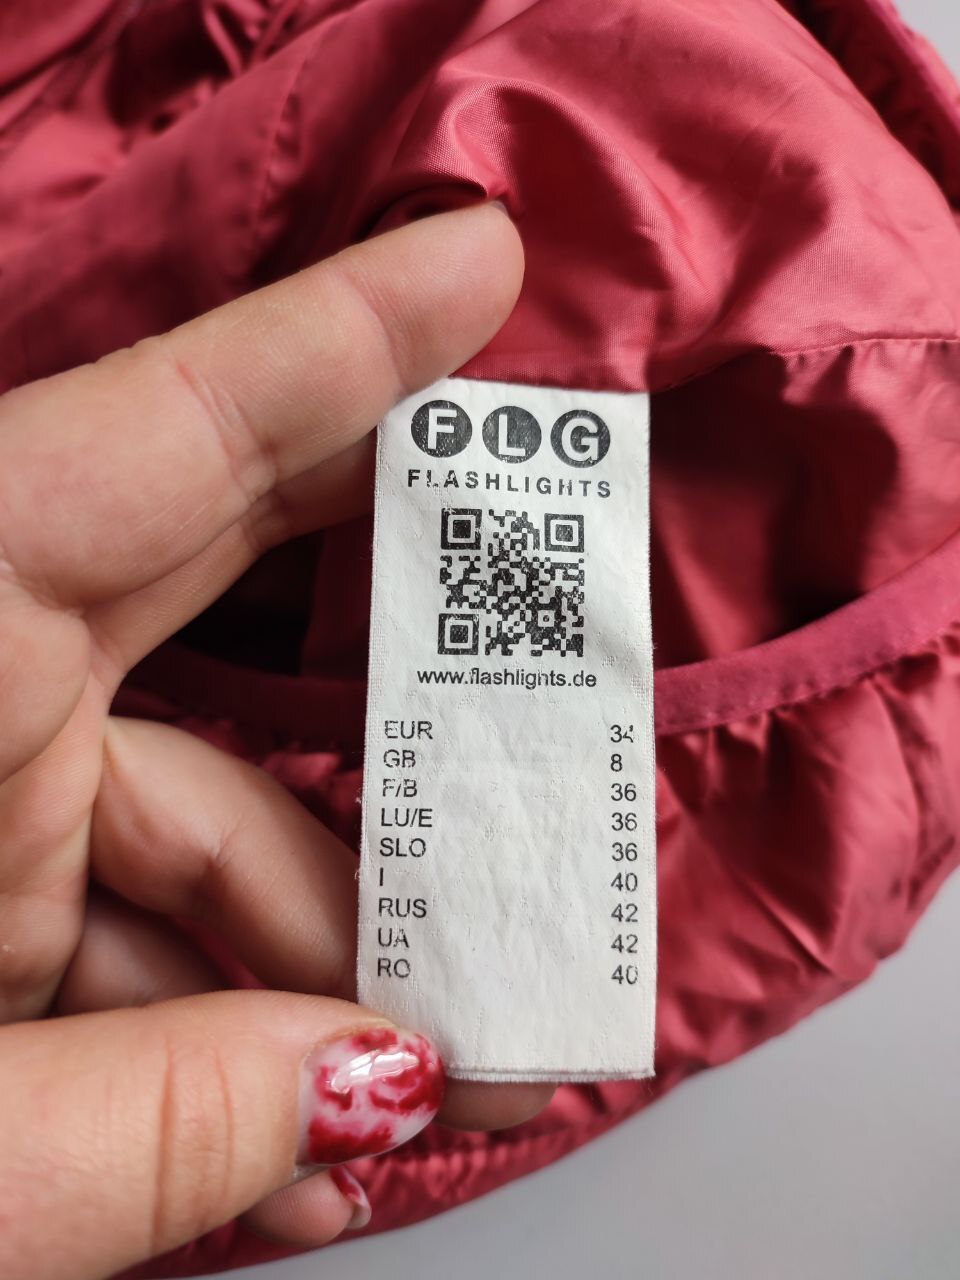 FLG
FLASHLIGHTS
www.flashlights.de
EUR 34
GB 8
F/B 36
LU/E 36
SLO 36
I 40
RUS 42
UA 42
RO 40